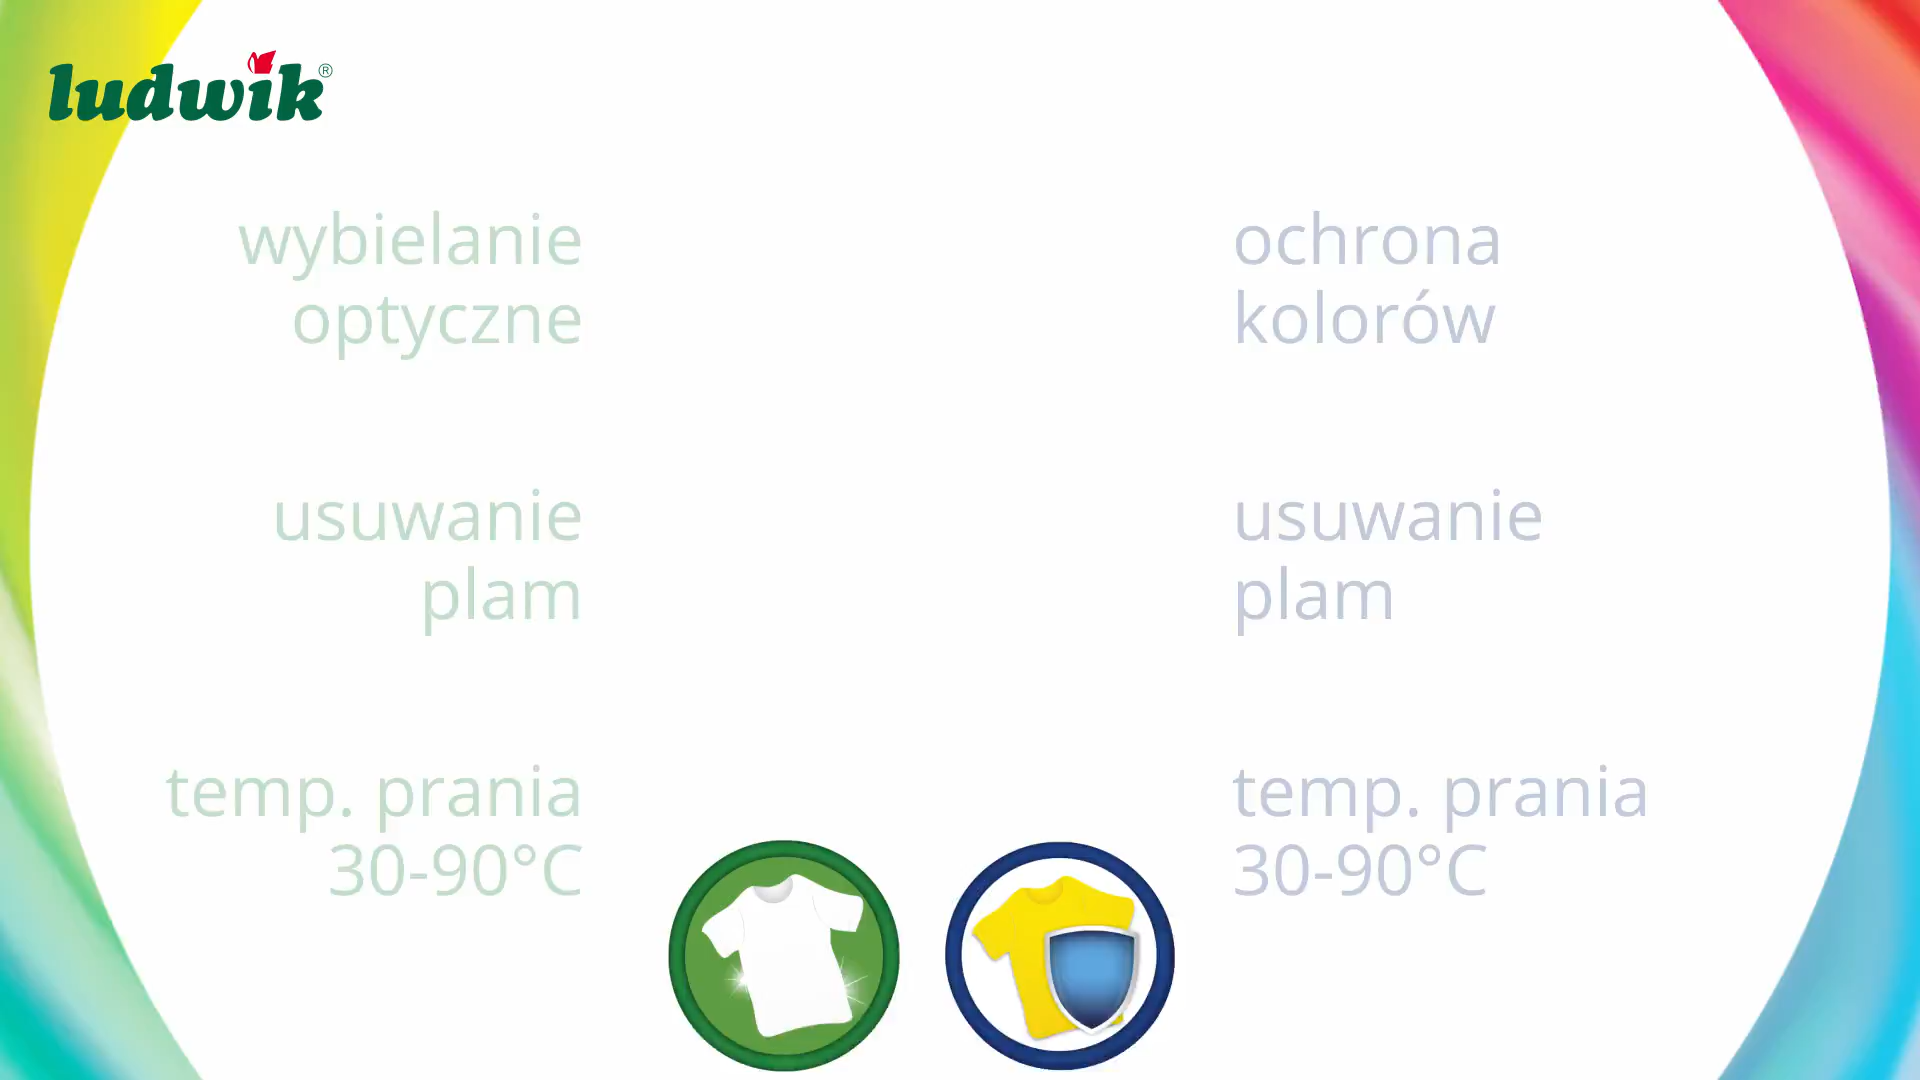 ludwik®
wybielanie
optyczne
ochrona
kolorów
usuwanie
plam
usuwanie
plam
temp. prania
30-90°C
temp. prania
30-90°C